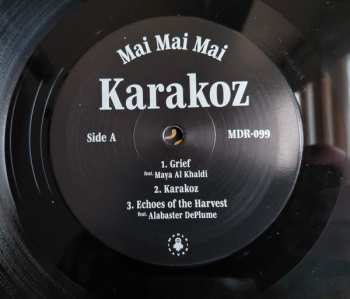 Mai Mai Mai
Karakoz
Side A
MDR-099
1. Grief
feat. Maya Al Khaldi
2. Karakoz
3. Echoes of the Harvest
feat. Alabaster DePlume